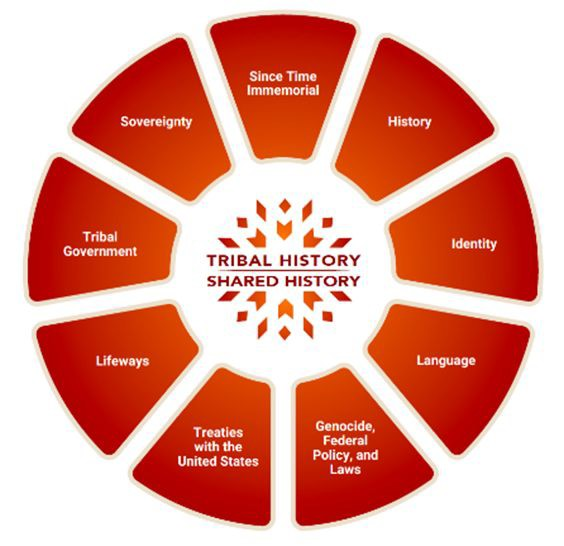 Since Time
Immemorial
History
Identity
Language
Genocide,
Federal
Policy, and
Laws
Treaties
with the
United States
Lifeways
Tribal
Government
Sovereignty
TRIBAL HISTORY
SHARED HISTORY